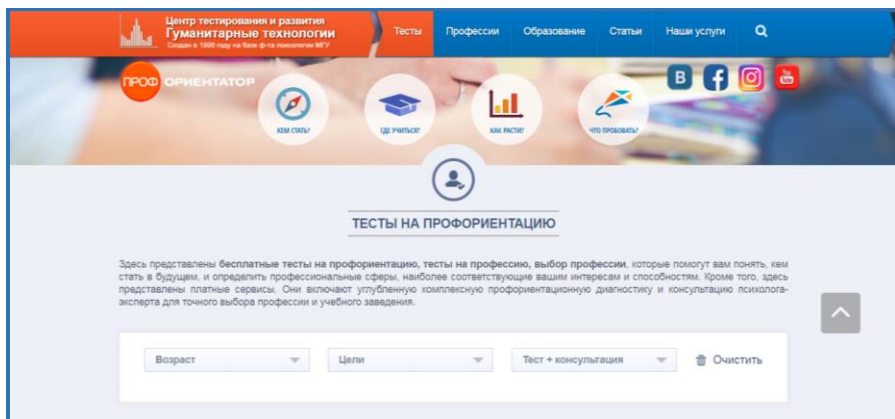 Центр тестирования и развития
Гуманитарные технологии
Создан в 1996 году на базе ф-та психологии МГУ
Тесты
Профессии
Образование
Статьи
Наши услуги
ПРОФ ОРИЕНТАТОР
КЕМ СТАТЬ?
ГДЕ УЧИТЬСЯ?
КАК РАСТИ?
ЧТО ПРОБОВАТЬ?
ТЕСТЫ НА ПРОФОРИЕНТАЦИЮ
Здесь представлены бесплатные тесты на профориентацию, тесты на профессию, выбор профессии, которые помогут вам понять, кем
стать в будущем, и определить профессиональные сферы, наиболее соответствующие вашим интересам и способностям. Кроме того, здесь
представлены платные сервисы. Они включают углубленную комплексную профориентационную диагностику и консультацию психолога-
эксперта для точного выбора профессии и учебного заведения.
Возраст
Цели
Тест + консультация
Очистить